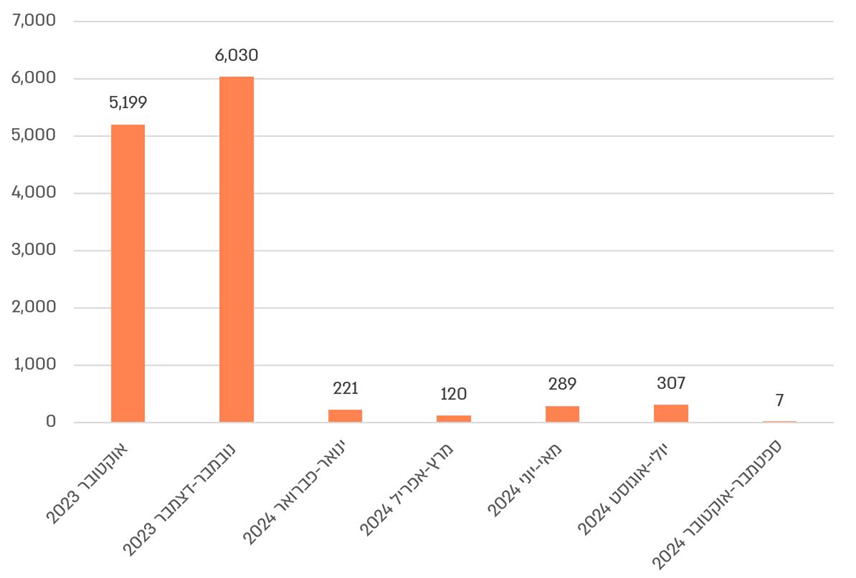 7,000
6,000
5,000
4,000
3,000
2,000
1,000
0
5,199
6,030
221
120
289
307
7
אוקטובר 2023
נובמבר-דצמבר 2023
ינואר-פברואר 2024
מרץ-אפריל 2024
מאי-יוני 2024
יולי-אוגוסט 2024
ספטמבר-אוקטובר 2024